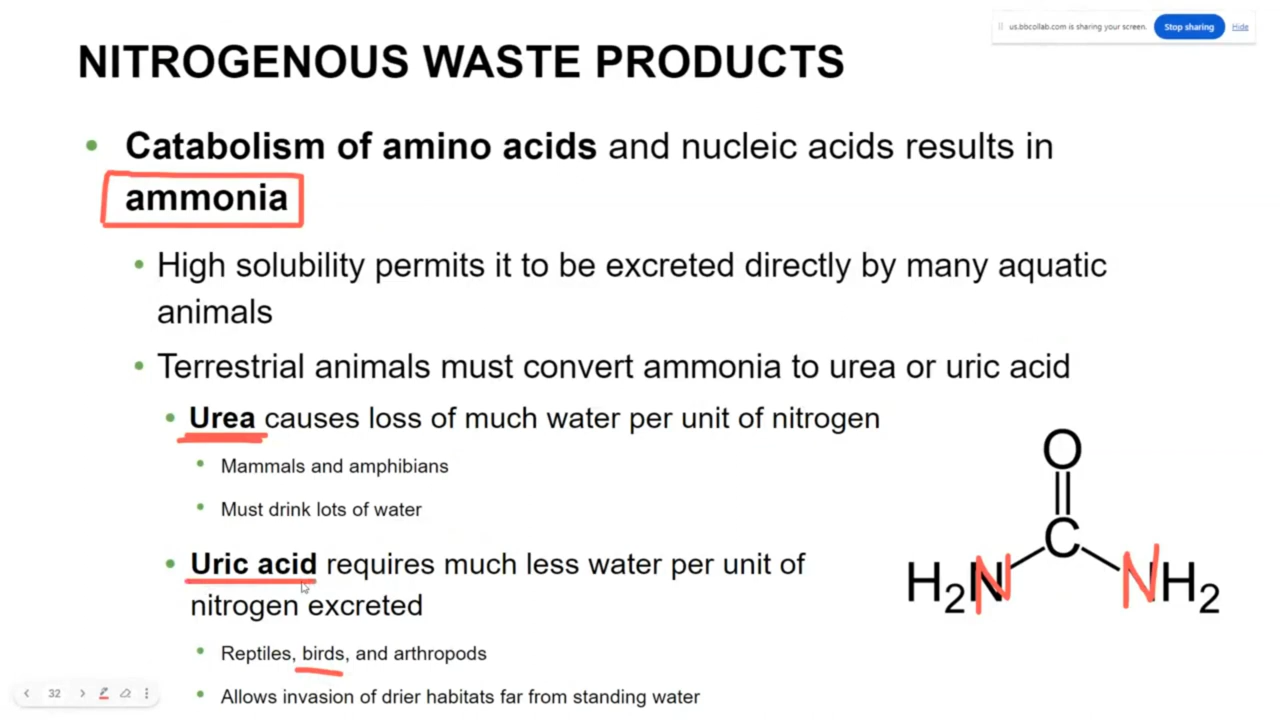 us.bbcollab.com is sharing your screen. Stop sharing Hide
NITROGENOUS WASTE PRODUCTS
• Catabolism of amino acids and nucleic acids results in
ammonia
• High solubility permits it to be excreted directly by many aquatic
animals
• Terrestrial animals must convert ammonia to urea or uric acid
• Urea causes loss of much water per unit of nitrogen
• Mammals and amphibians
• Must drink lots of water
• Uric acid requires much less water per unit of
nitrogen excreted
• Reptiles, birds, and arthropods
• Allows invasion of drier habitats far from standing water
O
C
H2N NH2
32